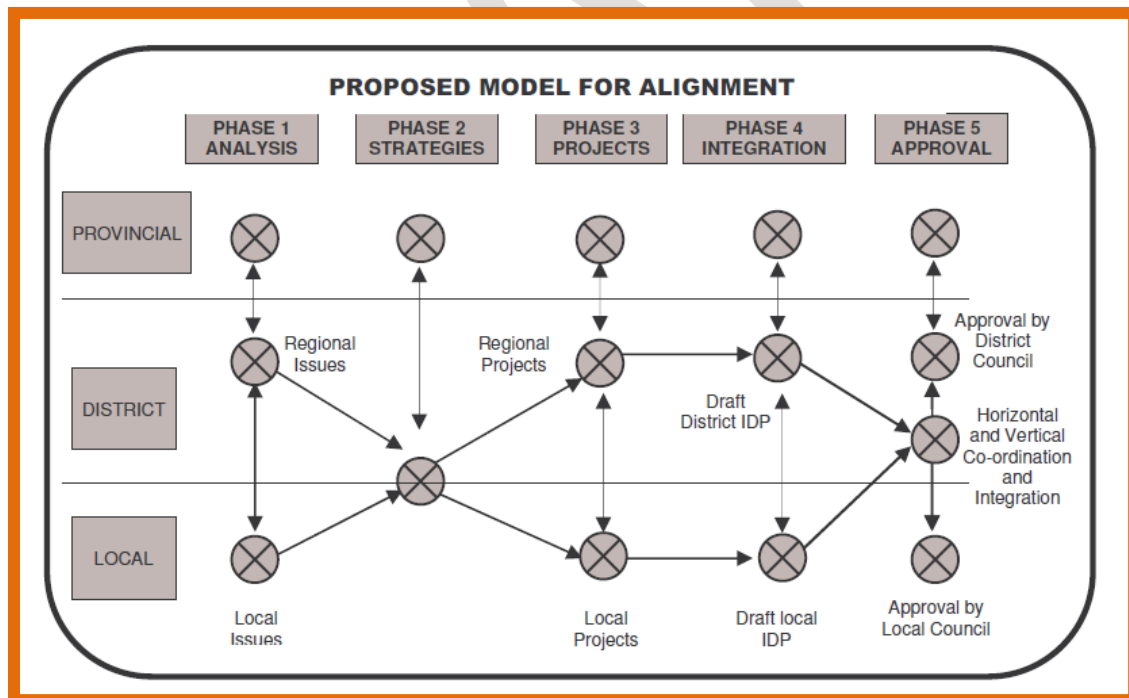 PROPOSED MODEL FOR ALIGNMENT
PHASE 1
ANALYSIS
PHASE 2
STRATEGIES
PHASE 3
PROJECTS
PHASE 4
INTEGRATION
PHASE 5
APPROVAL
PROVINCIAL
DISTRICT
LOCAL
Regional
Issues
Regional
Projects
Draft
District IDP
Approval by
District
Council
Horizontal
and Vertical
Co-ordination
and
Integration
Local
Issues
Local
Projects
Draft local
IDP
Approval by
Local Council